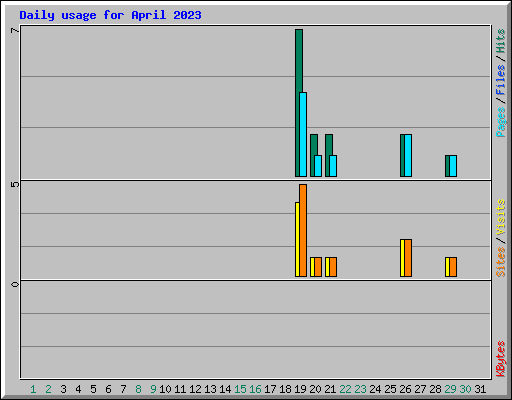 Daily usage for April 2023
7
5
0
Pages/Files/Hits
Sites/Visits
KBytes
1 2 3 4 5 6 7 8 9 10 11 12 13 14 15 16 17 18 19 20 21 22 23 24 25 26 27 28 29 30 31